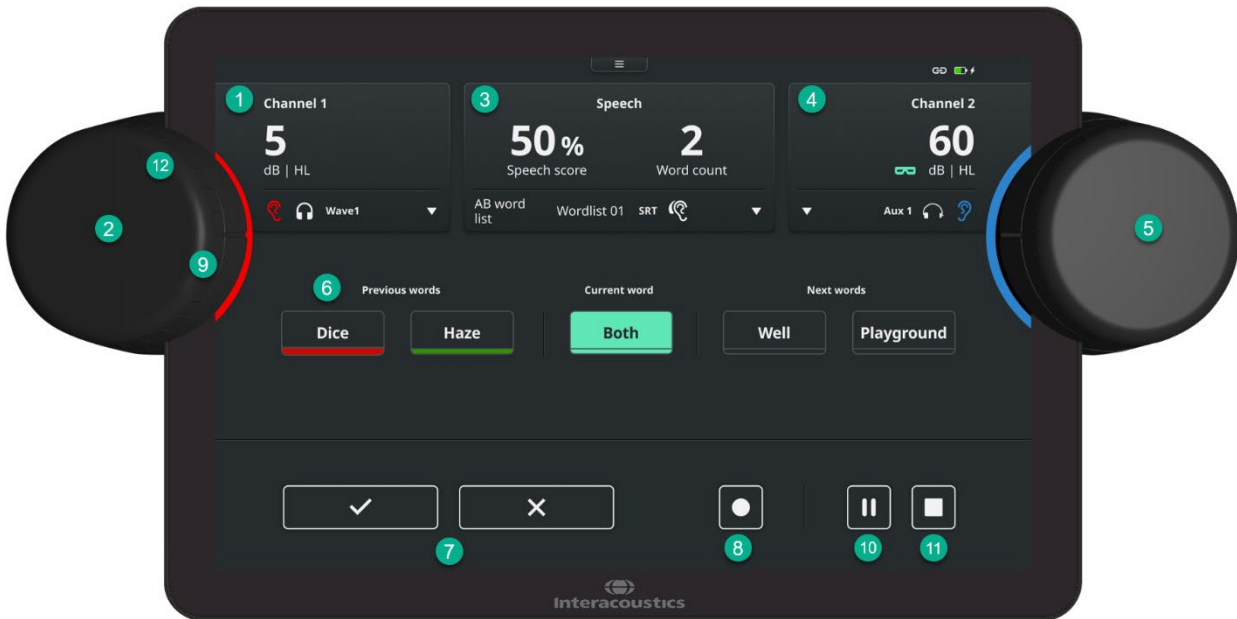 1 Channel 1
5
dB | HL
Wave1
3 Speech
50 % 2
Speech score Word count
AB word
list
Wordlist 01 SRT
4 Channel 2
60
dB | HL
Aux 1
12
2
9
5
6 Previous words Current word Next words
Dice Haze Both Well Playground
7
8
10
11
Interacoustics